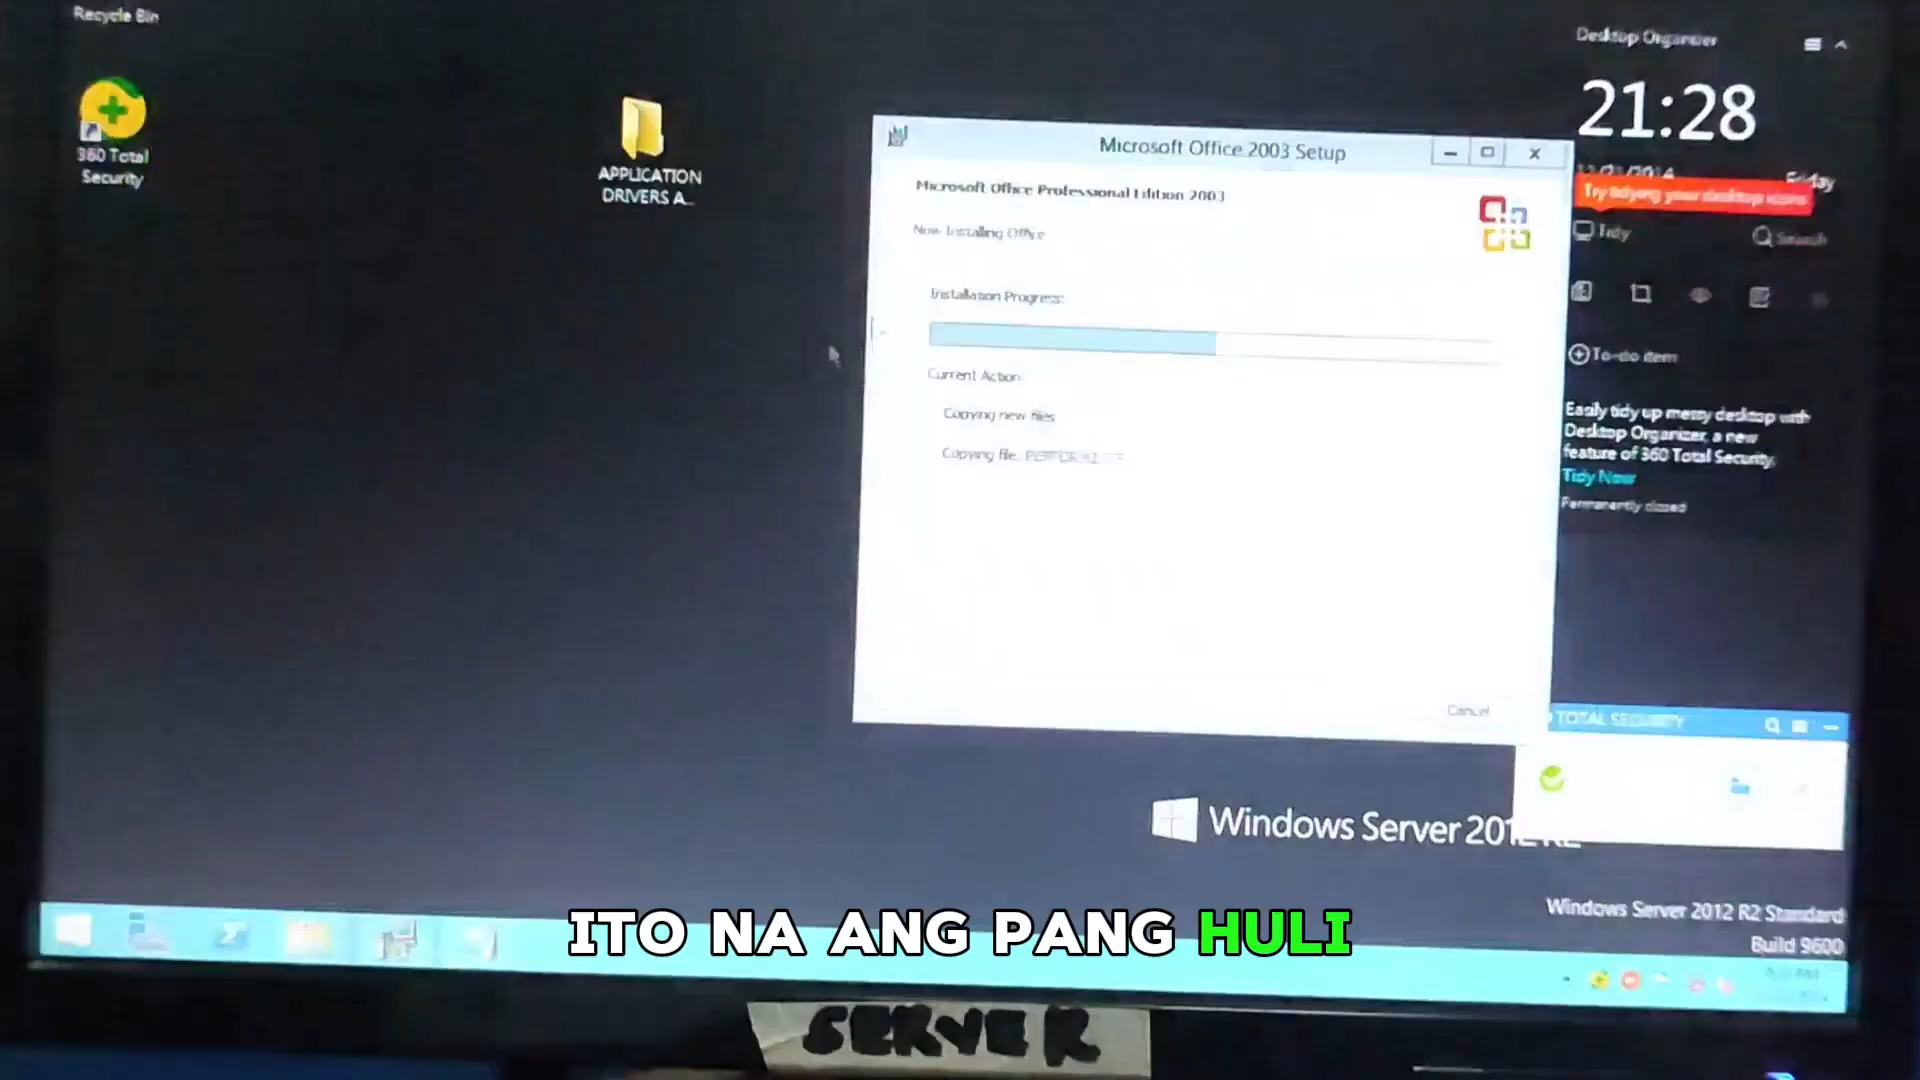 Recycle Bin
360 Total
Security
APPLICATION
DRIVERS A...
Microsoft Office 2003 Setup
Microsoft Office Professional Edition 2003
Now Installing Office
Installation Progress:
Current Action:
Copying new files
Copying file:
Cancel
Desktop Organizer
21:28
Friday
Try tidying your desktop icons
Tidy
Search
To-do item
Easily tidy up messy desktop with
Desktop Organizer, a new
feature of 360 Total Security.
Tidy Now
Permanently closed
TOTAL SECURITY
Windows Server 2012 R2
Windows Server 2012 R2 Standard
Build 9600
ITO NA ANG PANG HULI
SERVER